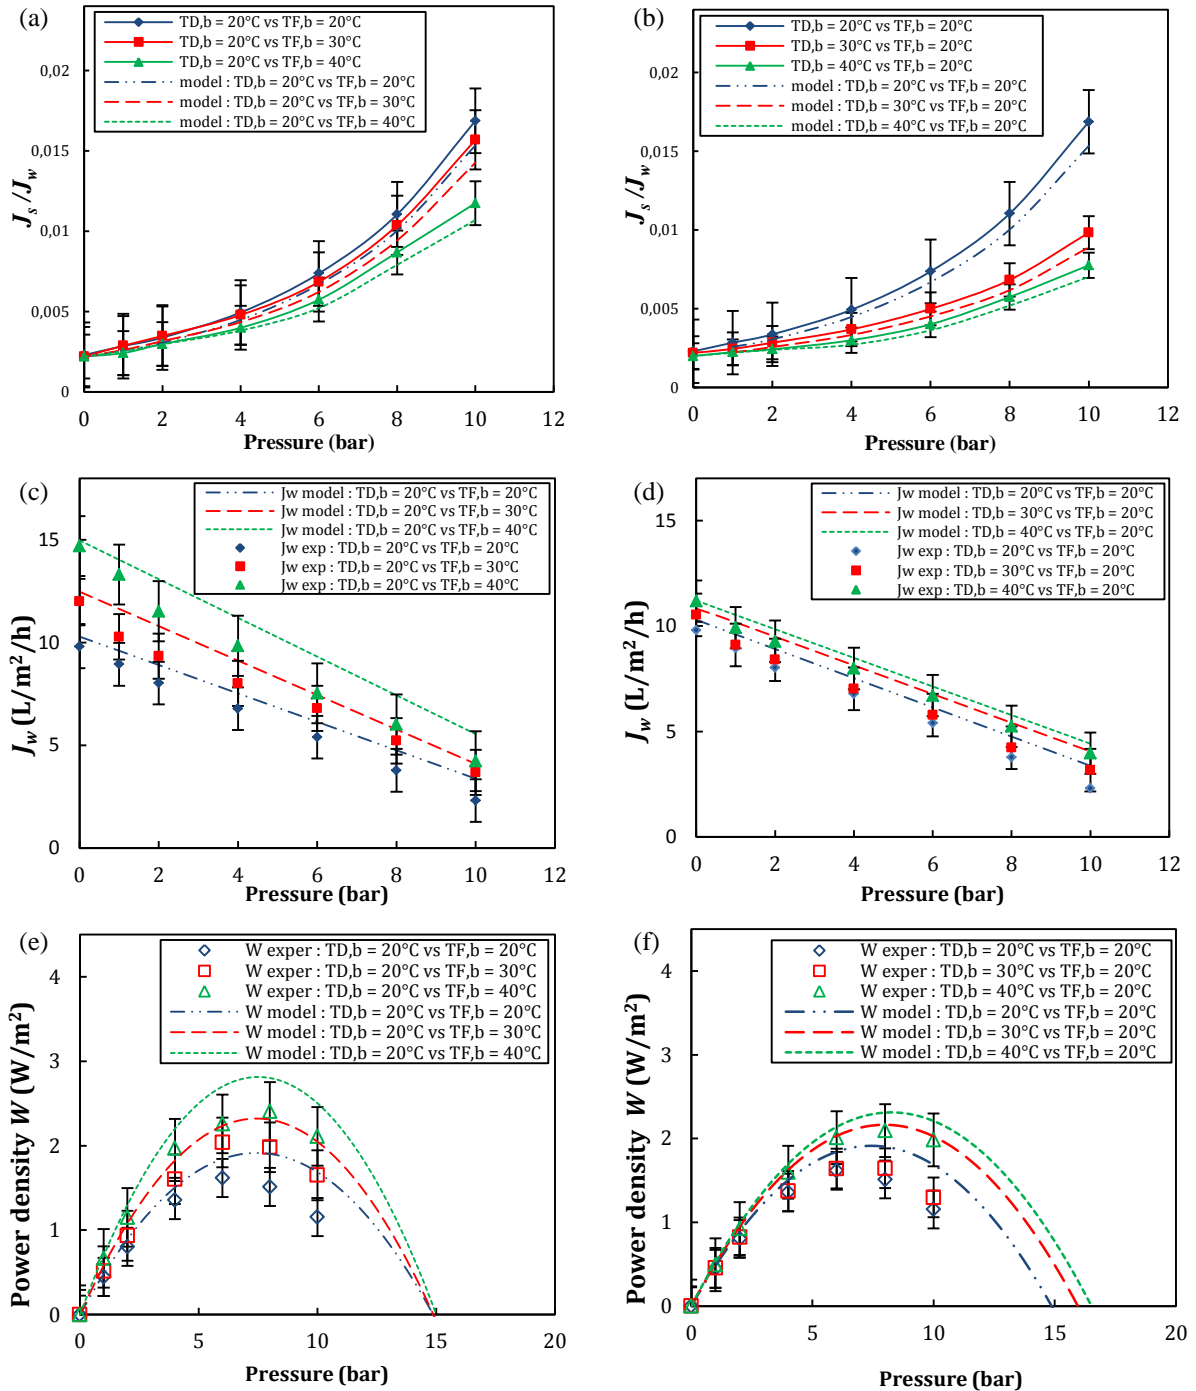 (a)
TD,b = 20°C vs TF,b = 20°C
TD,b = 20°C vs TF,b = 30°C
TD,b = 20°C vs TF,b = 40°C
model : TD,b = 20°C vs TF,b = 20°C
model : TD,b = 20°C vs TF,b = 30°C
model : TD,b = 20°C vs TF,b = 40°C
0,02
0,015
0,01
0,005
0
Js /Jw
0 2 4 6 8 10 12
Pressure (bar)
(b)
TD,b = 20°C vs TF,b = 20°C
TD,b = 30°C vs TF,b = 20°C
TD,b = 40°C vs TF,b = 20°C
model : TD,b = 20°C vs TF,b = 20°C
model : TD,b = 30°C vs TF,b = 20°C
model : TD,b = 40°C vs TF,b = 20°C
0,02
0,015
0,01
0,005
0
Js /Jw
0 2 4 6 8 10 12
Pressure (bar)
(c)
Jw model : TD,b = 20°C vs TF,b = 20°C
Jw model : TD,b = 20°C vs TF,b = 30°C
Jw model : TD,b = 20°C vs TF,b = 40°C
Jw exp : TD,b = 20°C vs TF,b = 20°C
Jw exp : TD,b = 20°C vs TF,b = 30°C
Jw exp : TD,b = 20°C vs TF,b = 40°C
15
10
5
0
Jw (L/m²/h)
0 2 4 6 8 10 12
Pressure (bar)
(d)
Jw model : TD,b = 20°C vs TF,b = 20°C
Jw model : TD,b = 30°C vs TF,b = 20°C
Jw model : TD,b = 40°C vs TF,b = 20°C
Jw exp : TD,b = 20°C vs TF,b = 20°C
Jw exp : TD,b = 30°C vs TF,b = 20°C
Jw exp : TD,b = 40°C vs TF,b = 20°C
15
10
5
0
Jw (L/m²/h)
0 2 4 6 8 10 12
Pressure (bar)
(e)
W exper : TD,b = 20°C vs TF,b = 20°C
W exper : TD,b = 20°C vs TF,b = 30°C
W exper : TD,b = 20°C vs TF,b = 40°C
W model : TD,b = 20°C vs TF,b = 20°C
W model : TD,b = 20°C vs TF,b = 30°C
W model : TD,b = 20°C vs TF,b = 40°C
4
3
2
1
0
Power density W (W/m²)
0 5 10 15 20
Pressure (bar)
(f)
W exper : TD,b = 20°C vs TF,b = 20°C
W exper : TD,b = 30°C vs TF,b = 20°C
W exper : TD,b = 40°C vs TF,b = 20°C
W model : TD,b = 20°C vs TF,b = 20°C
W model : TD,b = 30°C vs TF,b = 20°C
W model : TD,b = 40°C vs TF,b = 20°C
4
3
2
1
0
Power density W (W/m²)
0 5 10 15 20
Pressure (bar)